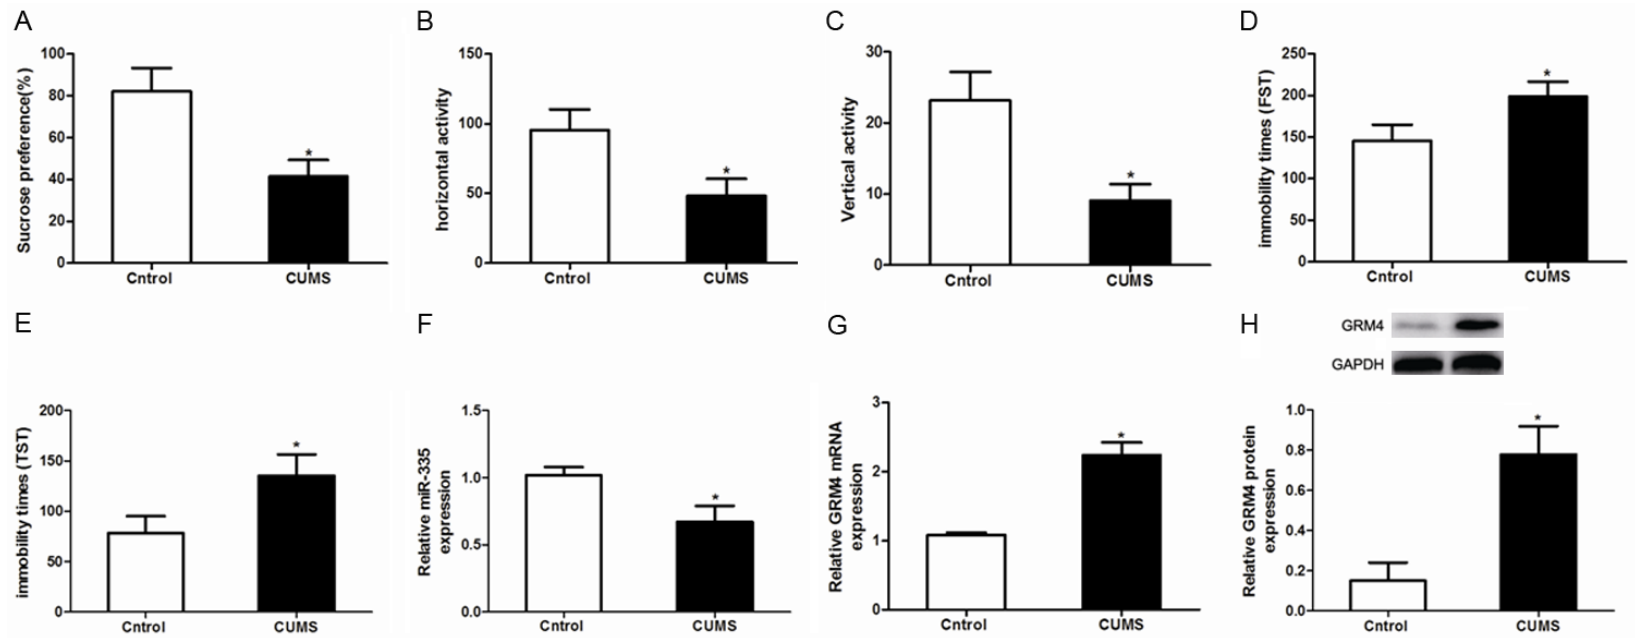 A
Sucrose preference(%)
100
80
60
40
20
0
*
Cntrol CUMS
B
horizontal activity
150
100
50
0
*
Cntrol CUMS
C
Vertical activity
30
20
10
0
*
Cntrol CUMS
D
immobility times (FST)
250
200
150
100
50
0
*
Cntrol CUMS
E
immobility times (TST)
200
150
100
50
0
*
Cntrol CUMS
F
Relative miR-335
expression
1.5
1.0
0.5
0.0
*
Cntrol CUMS
G
Relative GRM4 mRNA
expression
3
2
1
0
*
Cntrol CUMS
H
GRM4
GAPDH
Relative GRM4 protein
expression
1.0
0.8
0.6
0.4
0.2
0.0
*
Cntrol CUMS